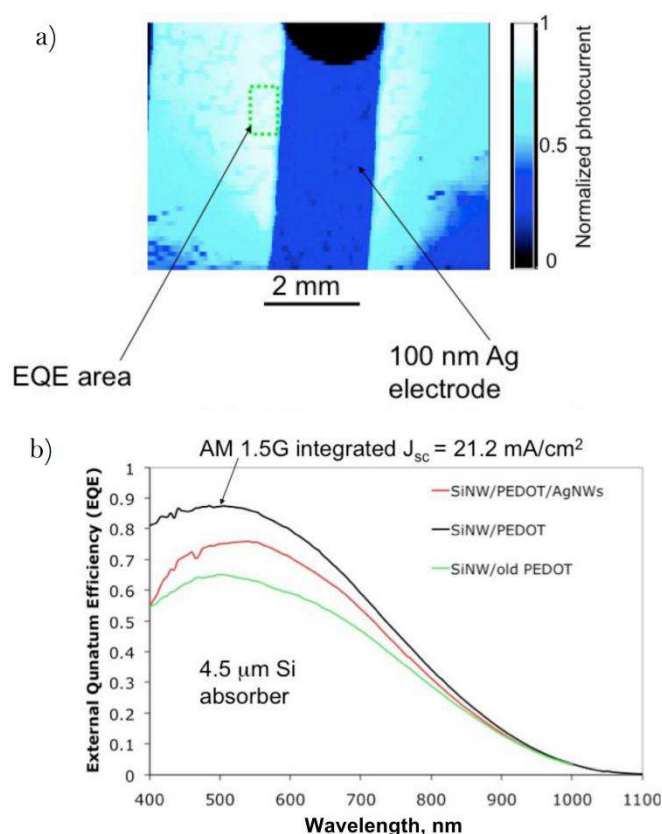 a)
1
0.5
0
Normalized photocurrent
2 mm
EQE area
100 nm Ag
electrode
b)
AM 1.5G integrated Jsc = 21.2 mA/cm²
External Qunatum Efficiency (EQE)
1
0.9
0.8
0.7
0.6
0.5
0.4
0.3
0.2
0.1
0
SiNW/PEDOT/AgNWs
SiNW/PEDOT
SiNW/old PEDOT
4.5 μm Si
absorber
400 500 600 700 800 900 1000 1100
Wavelength, nm